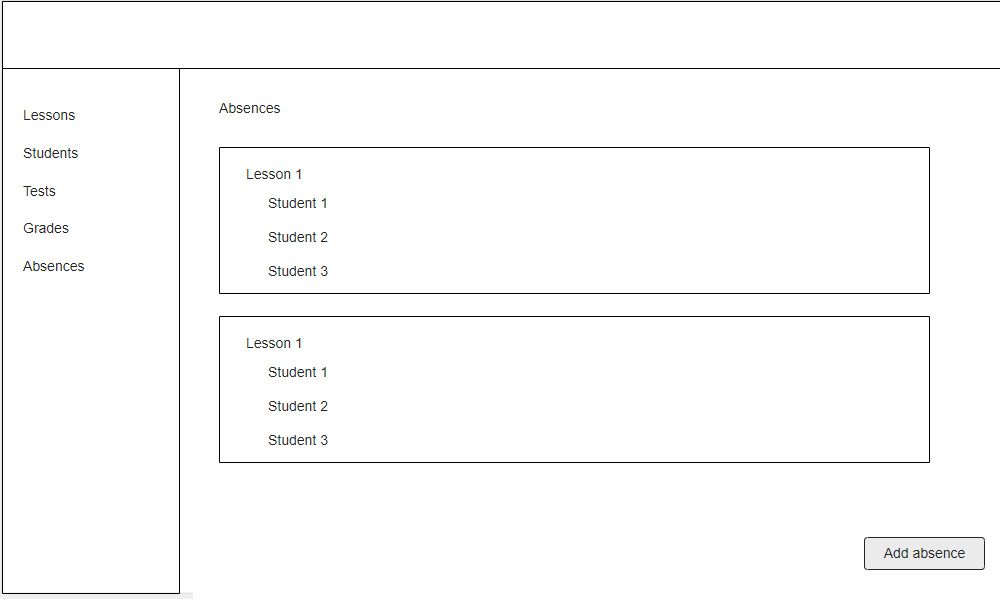 Lessons
Students
Tests
Grades
Absences
Absences
Lesson 1
Student 1
Student 2
Student 3
Lesson 1
Student 1
Student 2
Student 3
Add absence